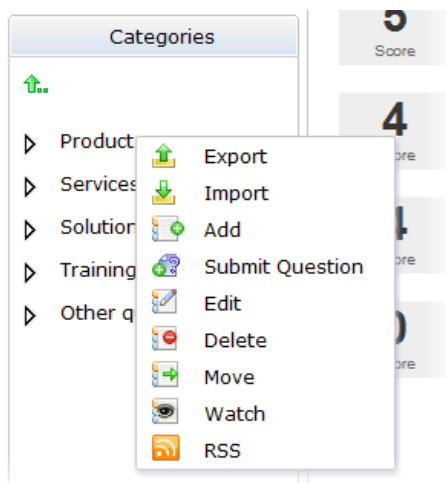 Categories
Product
Services
Solution
Training
Other q
Export
Import
Add
Submit Question
Edit
Delete
Move
Watch
RSS
5
Score
4
ore
4
ore
ore